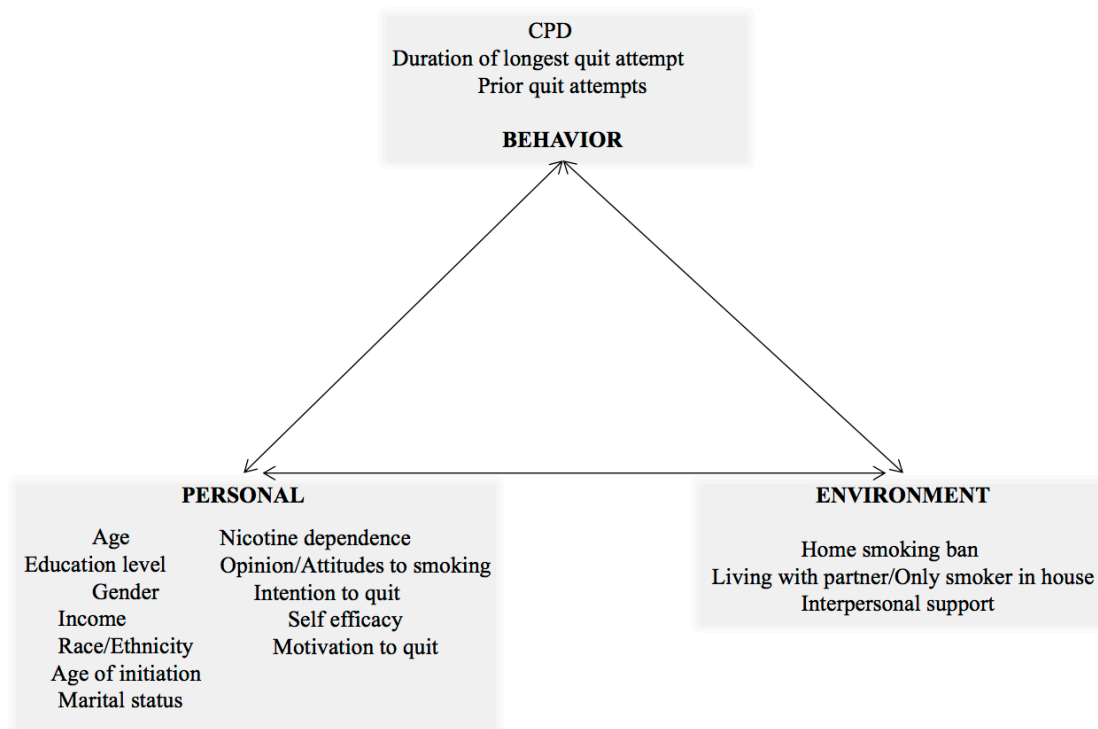 CPD
Duration of longest quit attempt
Prior quit attempts
BEHAVIOR
PERSONAL
Age
Education level
Gender
Income
Race/Ethnicity
Age of initiation
Marital status
Nicotine dependence
Opinion/Attitudes to smoking
Intention to quit
Self efficacy
Motivation to quit
ENVIRONMENT
Home smoking ban
Living with partner/Only smoker in house
Interpersonal support